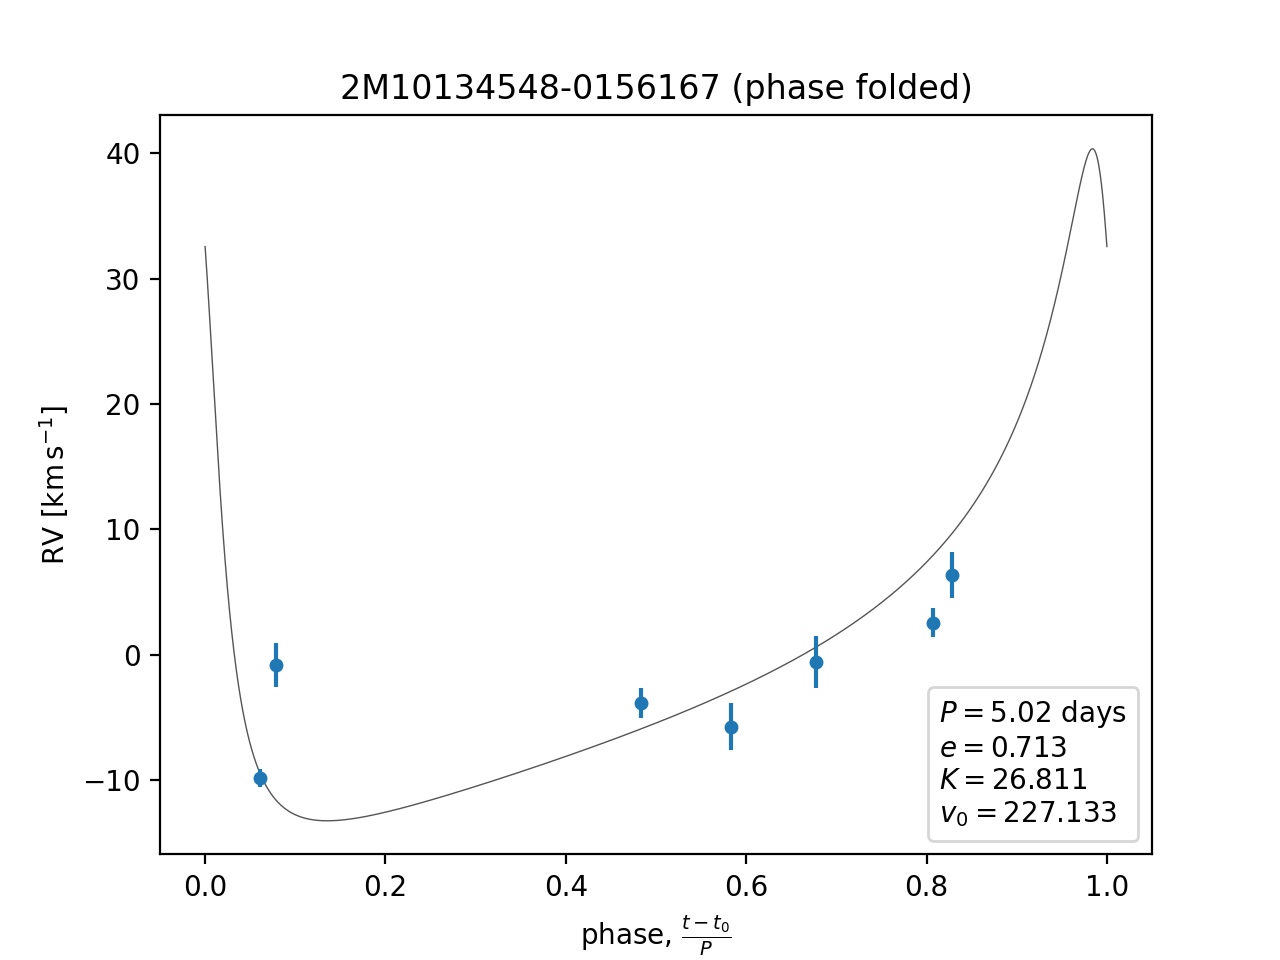 2M10134548-0156167 (phase folded)
40
30
20
10
0
−10
RV [km s⁻¹]
0.0 0.2 0.4 0.6 0.8 1.0
phase, (t − t₀)/P
P = 5.02 days
e = 0.713
K = 26.811
v₀ = 227.133